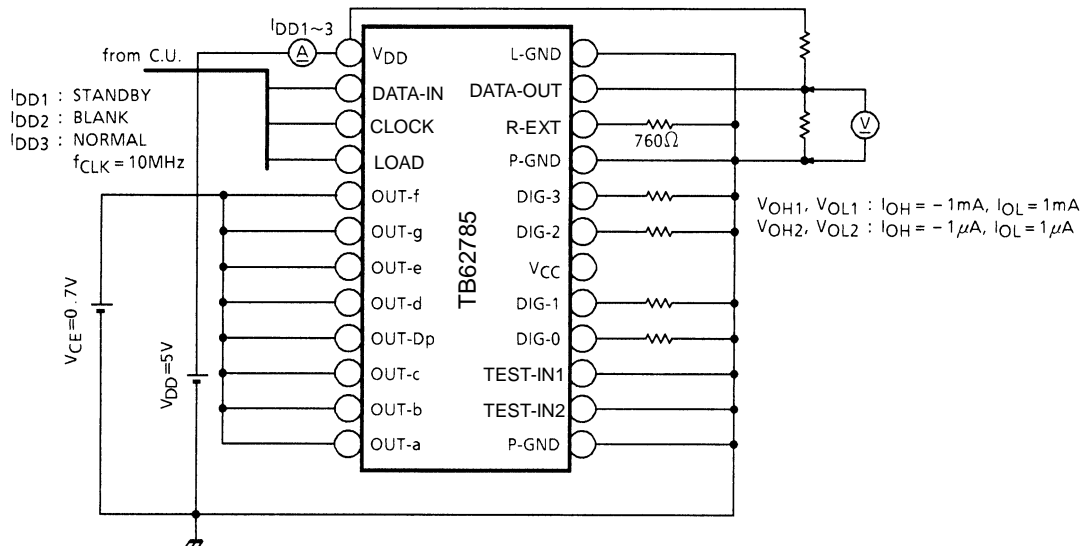 IDD1~3
from C.U.
IDD1 : STANDBY
IDD2 : BLANK
IDD3 : NORMAL
fCLK = 10MHz
A
VCE=0.7V
VDD=5V
VDD
DATA-IN
CLOCK
LOAD
OUT-f
OUT-g
OUT-e
OUT-d
OUT-Dp
OUT-c
OUT-b
OUT-a
TB62785
L-GND
DATA-OUT
R-EXT
P-GND
DIG-3
DIG-2
VCC
DIG-1
DIG-0
TEST-IN1
TEST-IN2
P-GND
760Ω
V
VOH1, VOL1 : IOH = −1mA, IOL = 1mA
VOH2, VOL2 : IOH = −1μA, IOL = 1μA